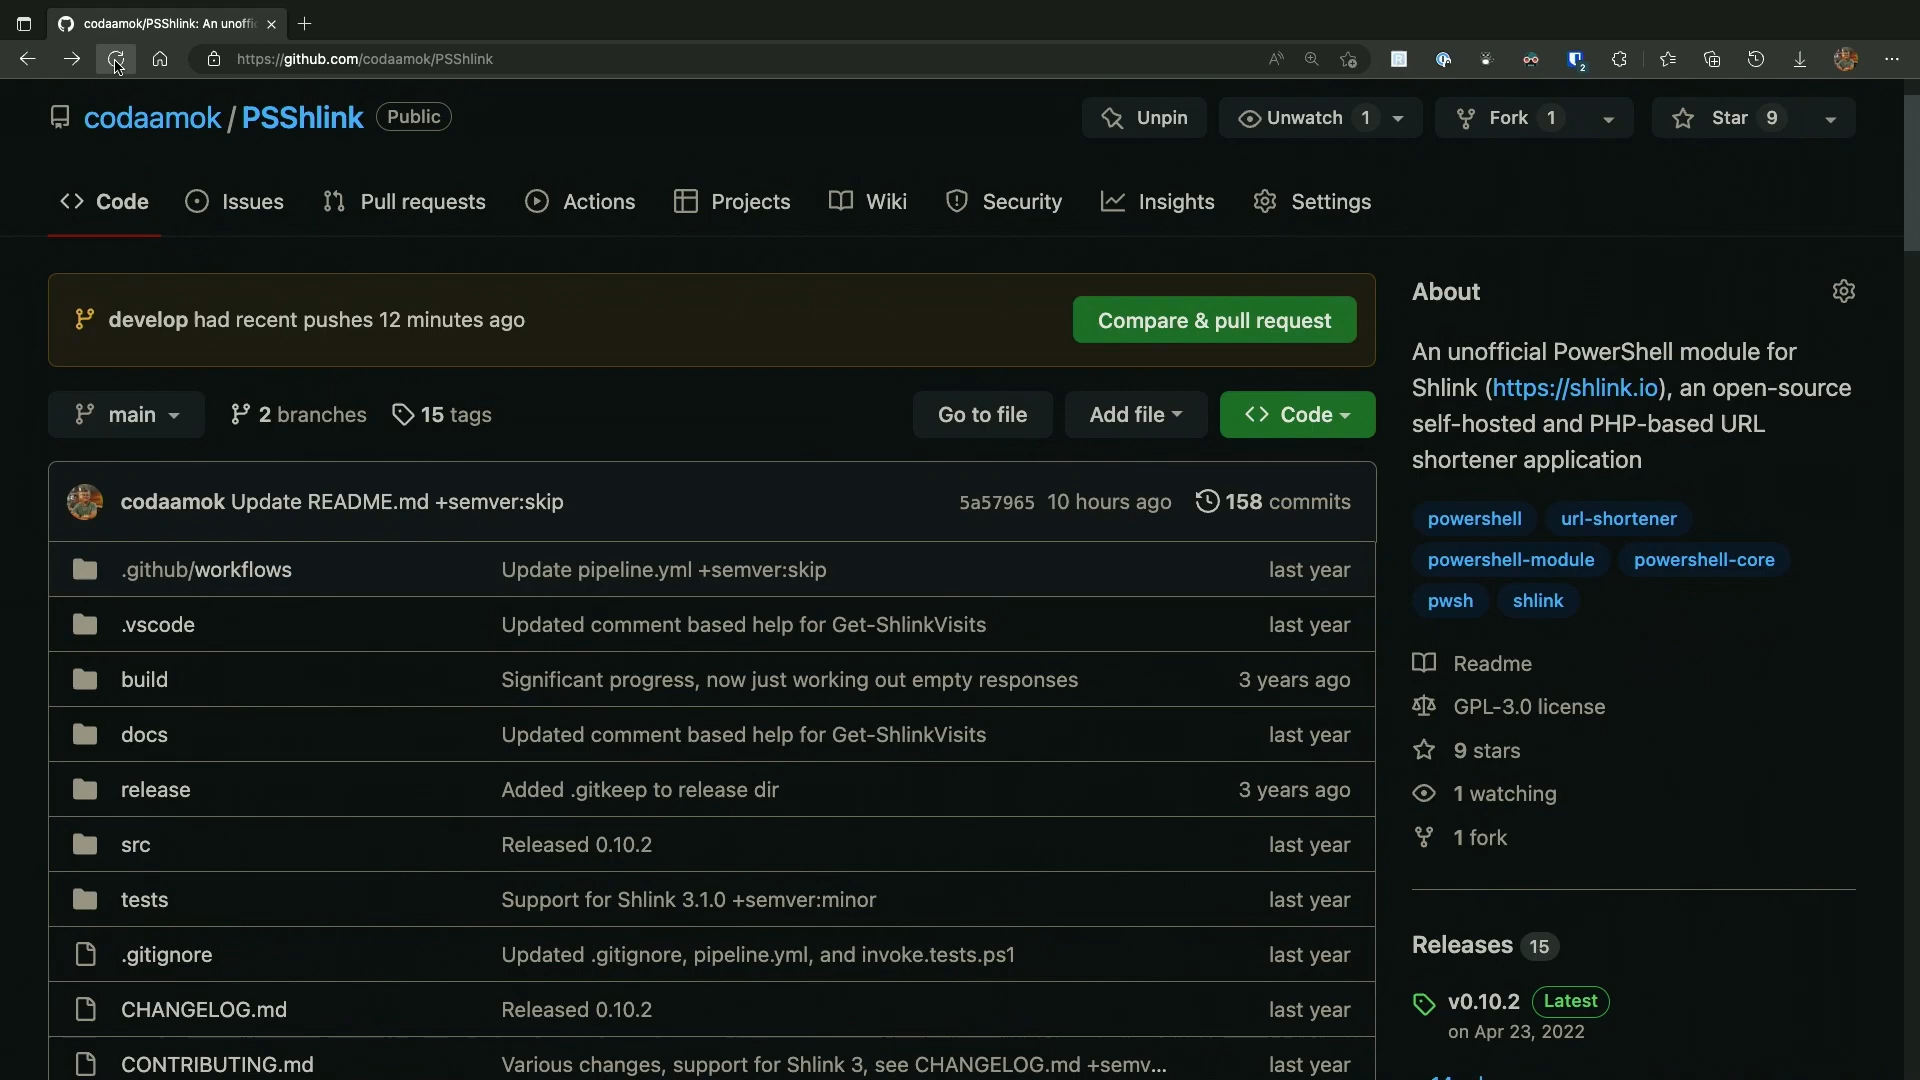 codaamok/PSShlink: An unoffic
https://github.com/codaamok/PSShlink
2
codaamok / PSShlink Public
Unpin
Unwatch 1
Fork 1
Star 9
Code
Issues
Pull requests
Actions
Projects
Wiki
Security
Insights
Settings
develop had recent pushes 12 minutes ago
Compare & pull request
main
2 branches
15 tags
Go to file
Add file
Code
codaamok Update README.md +semver:skip 5a57965 10 hours ago 158 commits
.github/workflows Update pipeline.yml +semver:skip last year
.vscode Updated comment based help for Get-ShlinkVisits last year
build Significant progress, now just working out empty responses 3 years ago
docs Updated comment based help for Get-ShlinkVisits last year
release Added .gitkeep to release dir 3 years ago
src Released 0.10.2 last year
tests Support for Shlink 3.1.0 +semver:minor last year
.gitignore Updated .gitignore, pipeline.yml, and invoke.tests.ps1 last year
CHANGELOG.md Released 0.10.2 last year
CONTRIBUTING.md Various changes, support for Shlink 3, see CHANGELOG.md +semv... last year
About
An unofficial PowerShell module for
Shlink (https://shlink.io), an open-source
self-hosted and PHP-based URL
shortener application
powershell url-shortener
powershell-module powershell-core
pwsh shlink
Readme
GPL-3.0 license
9 stars
1 watching
1 fork
Releases 15
v0.10.2 Latest
on Apr 23, 2022